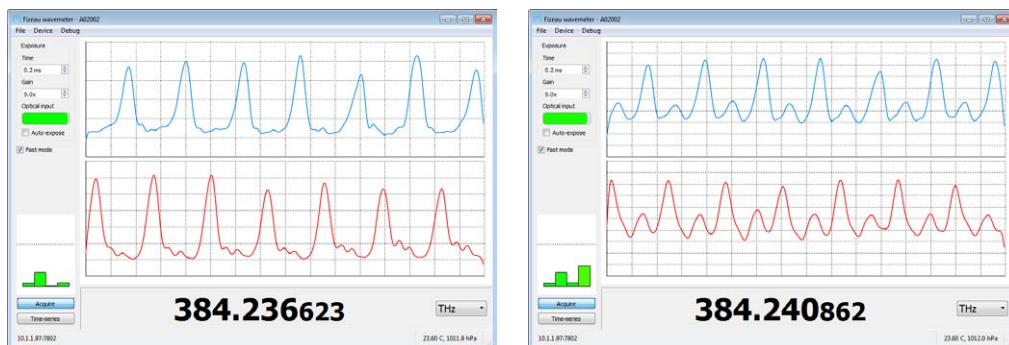 Fizeau wavemeter - A02002
File Device Debug
Exposure
Time
0.2 ms
Gain
9.0x
Optical input
Auto-expose
Fast mode
Acquire
Time-series
384.236623
THz
10.1.1.97:7802
23.60 C, 1011.9 hPa
Fizeau wavemeter - A02002
File Device Debug
Exposure
Time
0.2 ms
Gain
9.0x
Optical input
Auto-expose
Fast mode
Acquire
Time-series
384.240862
THz
10.1.1.97:7802
23.60 C, 1012.0 hPa